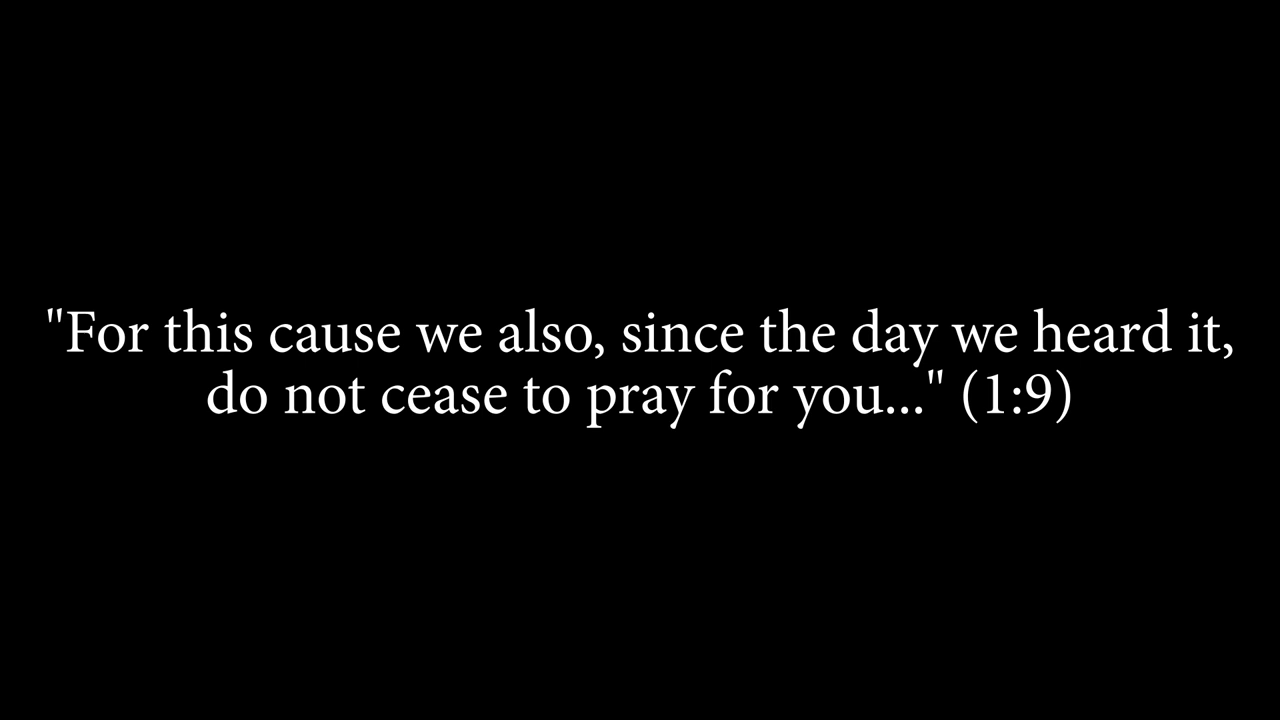 "For this cause we also, since the day we heard it,
do not cease to pray for you..." (1:9)